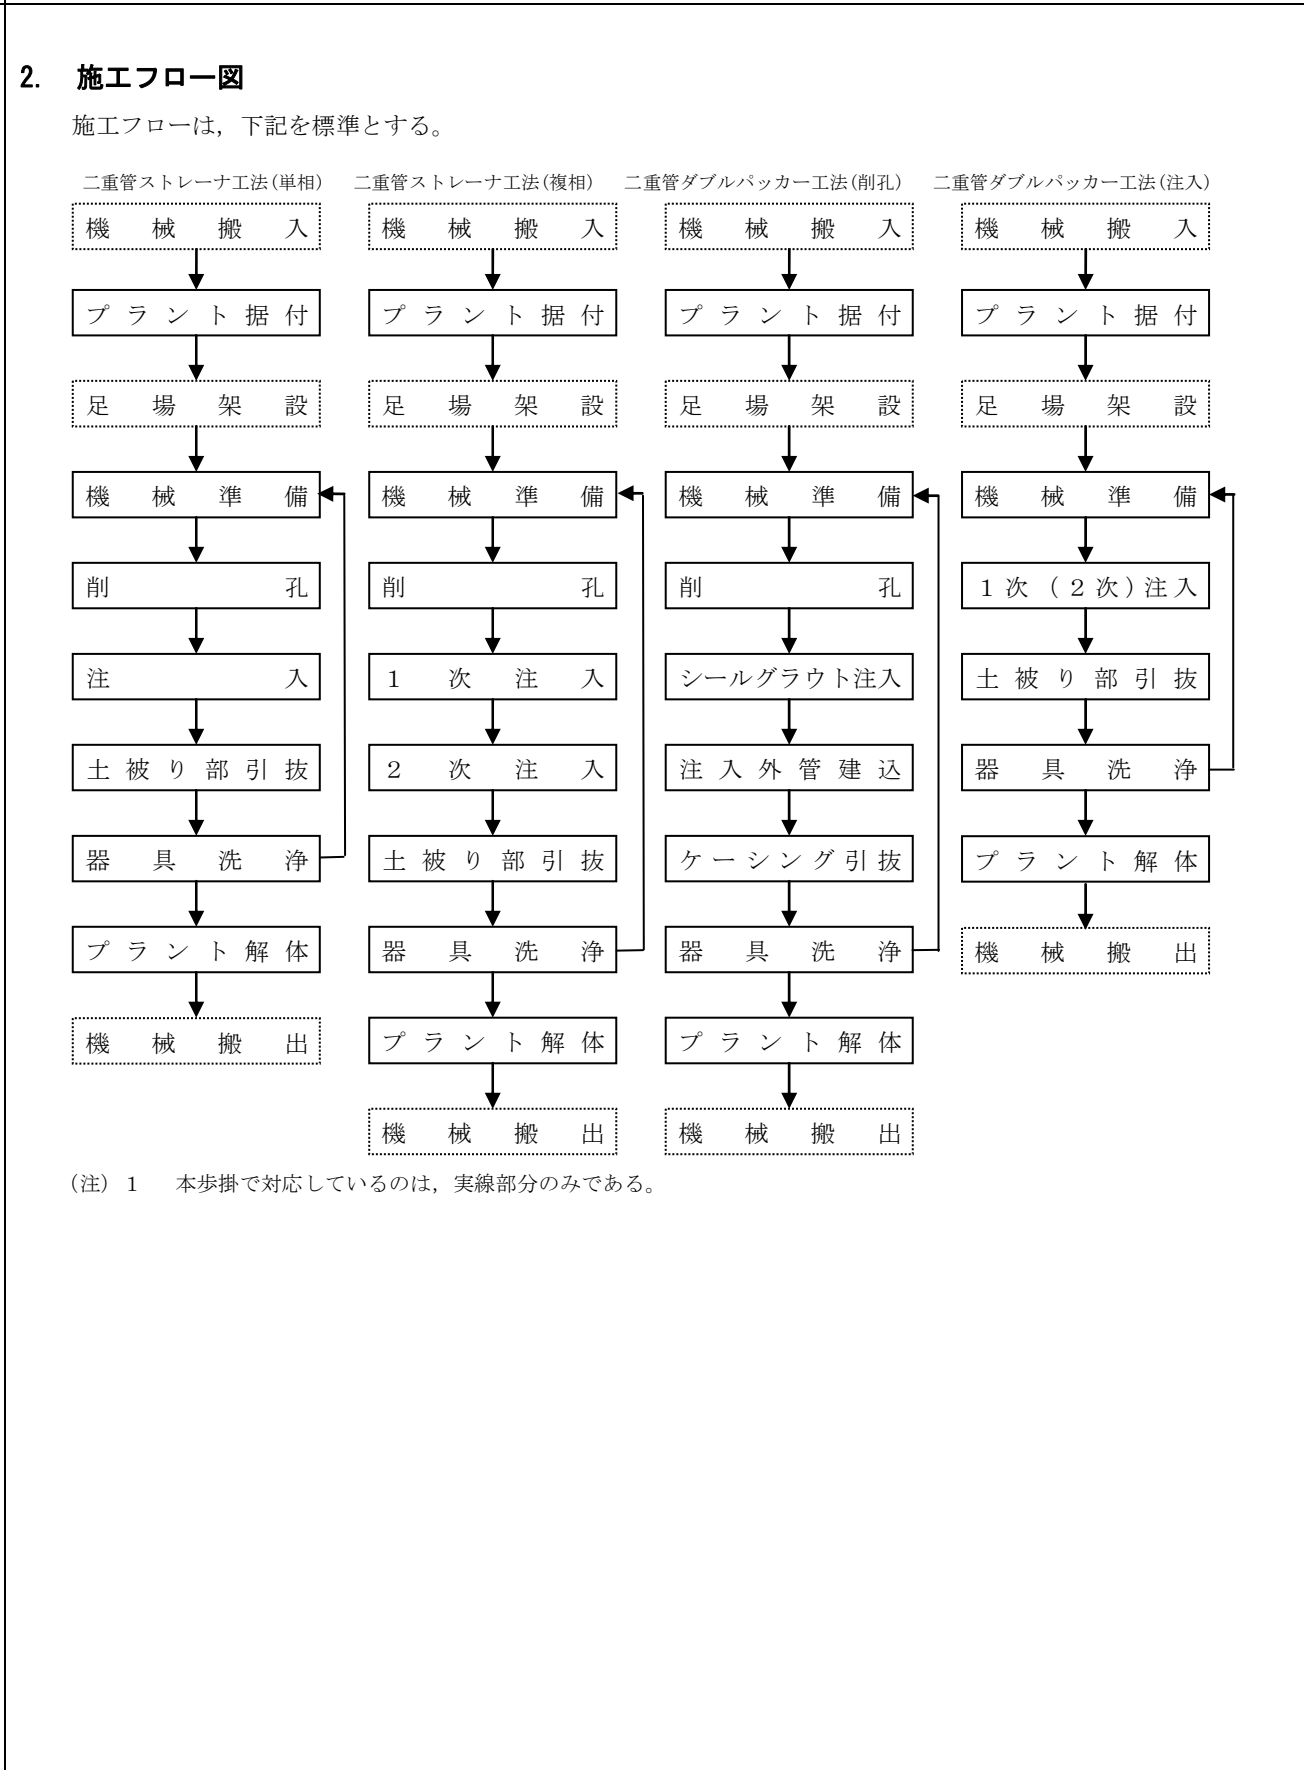 2. 施工フロー図
施工フローは，下記を標準とする。
二重管ストレーナ工法(単相)
機械搬入
プラント据付
足場架設
機械準備
削孔
注入
土被り部引抜
器具洗浄
プラント解体
機械搬出
二重管ストレーナ工法(複相)
機械搬入
プラント据付
足場架設
機械準備
削孔
1次注入
2次注入
土被り部引抜
器具洗浄
プラント解体
機械搬出
二重管ダブルパッカー工法(削孔)
機械搬入
プラント据付
足場架設
機械準備
削孔
シールグラウト注入
注入外管建込
ケーシング引抜
器具洗浄
プラント解体
機械搬出
二重管ダブルパッカー工法(注入)
機械搬入
プラント据付
足場架設
機械準備
1次(2次)注入
土被り部引抜
器具洗浄
プラント解体
機械搬出
(注) 1 本歩掛で対応しているのは，実線部分のみである。